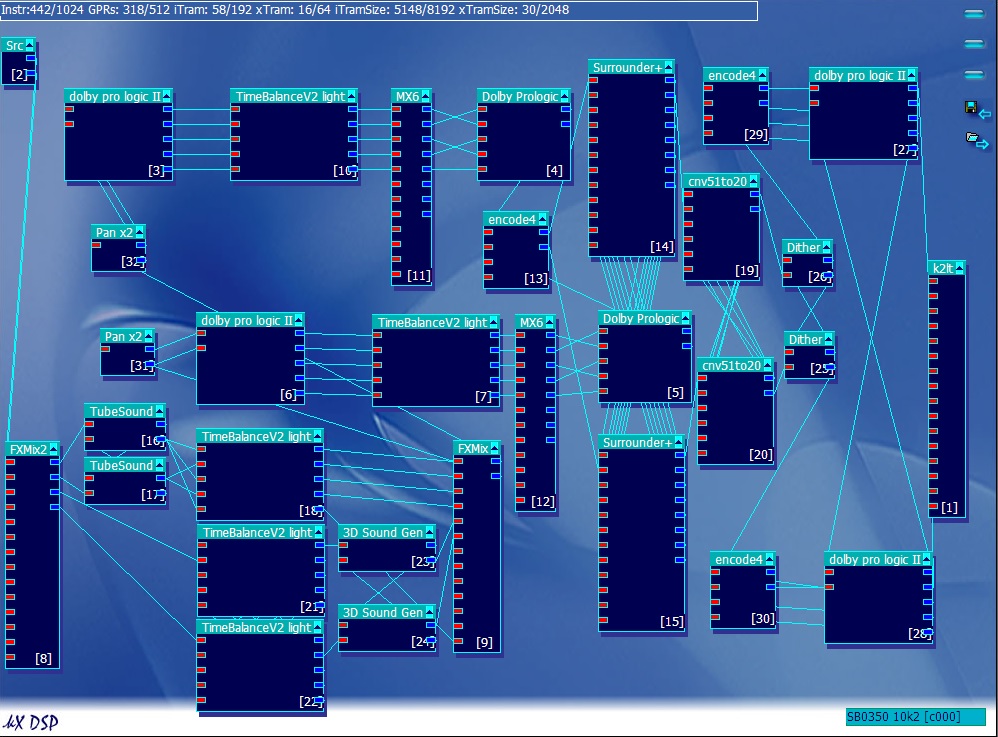 Instr:442/1024 GPRs: 318/512 iTram: 58/192 xTram: 16/64 iTramSize: 5148/8192 xTramSize: 30/2048
Src
[2]
dolby pro logic II
[3]
TimeBalanceV2 light
[10]
MX6
[11]
Dolby Prologic
[4]
Surrounder+
[14]
encode4
[29]
dolby pro logic II
[27]
Pan x2
[32]
encode4
[13]
cnv51to20
[19]
Dither
[26]
k2lt
[1]
Pan x2
[31]
dolby pro logic II
[6]
TimeBalanceV2 light
[7]
MX6
[12]
Dolby Prologic
[5]
cnv51to20
[20]
Dither
[25]
FXMix2
[8]
TubeSound
[16]
TubeSound
[17]
TimeBalanceV2 light
[18]
FXMix
[9]
Surrounder+
[15]
TimeBalanceV2 light
[21]
3D Sound Gen
[23]
3D Sound Gen
[24]
TimeBalanceV2 light
[22]
encode4
[30]
dolby pro logic II
[28]
µX DSP
SB0350 10k2 [c000]